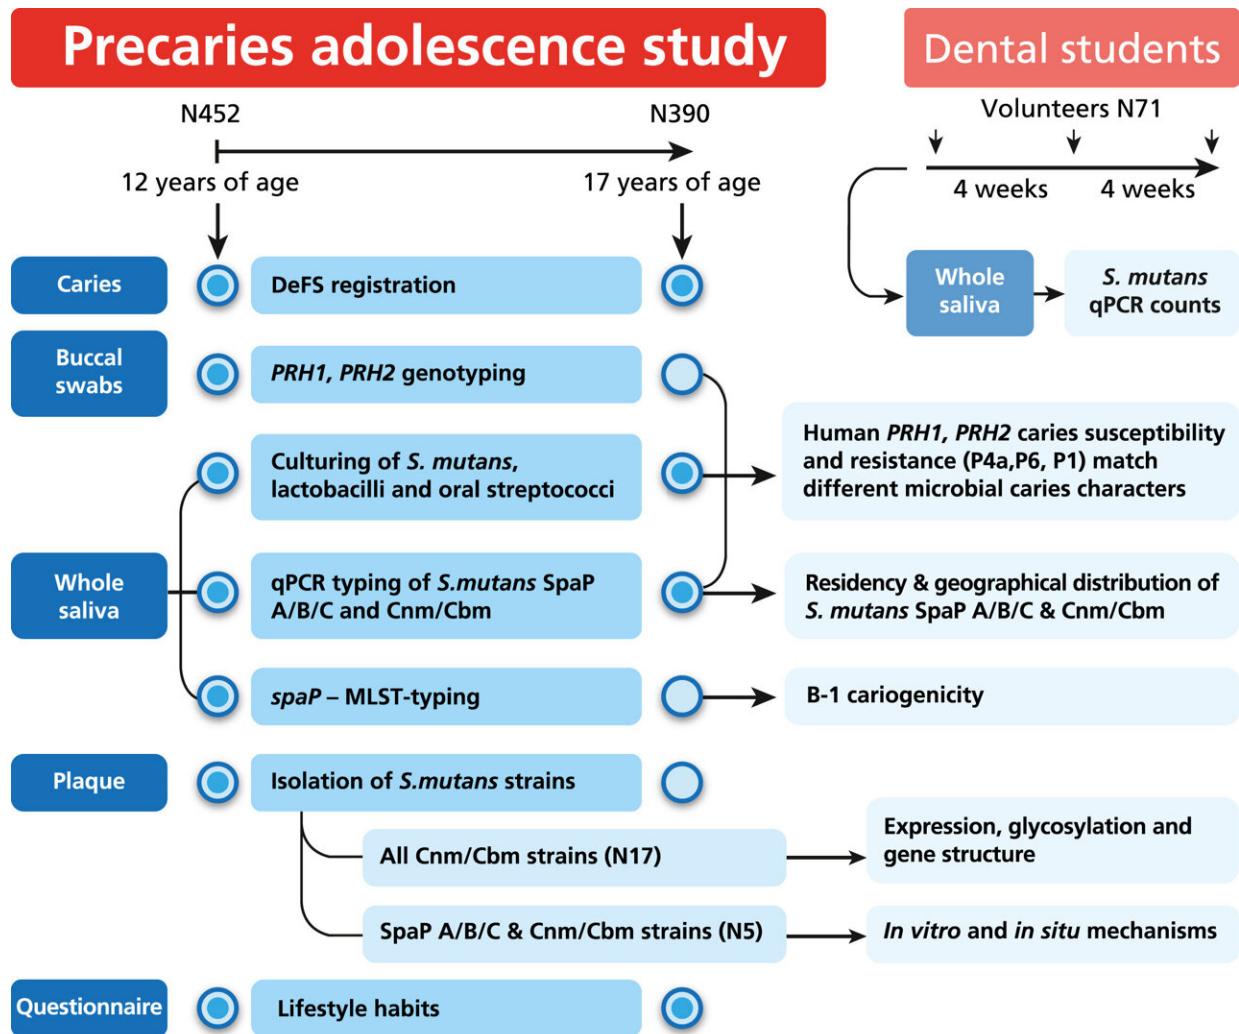 Precaries adolescence study
N452
N390
12 years of age
17 years of age
Dental students
Volunteers N71
4 weeks
4 weeks
Whole
saliva
S. mutans
qPCR counts
Caries
DeFS registration
Buccal
swabs
PRH1, PRH2 genotyping
Culturing of S. mutans,
lactobacilli and oral streptococci
Human PRH1, PRH2 caries susceptibility
and resistance (P4a,P6, P1) match
different microbial caries characters
Whole
saliva
qPCR typing of S.mutans SpaP
A/B/C and Cnm/Cbm
Residency & geographical distribution of
S. mutans SpaP A/B/C & Cnm/Cbm
spaP – MLST-typing
B-1 cariogenicity
Plaque
Isolation of S.mutans strains
All Cnm/Cbm strains (N17)
Expression, glycosylation and
gene structure
SpaP A/B/C & Cnm/Cbm strains (N5)
In vitro and in situ mechanisms
Questionnaire
Lifestyle habits